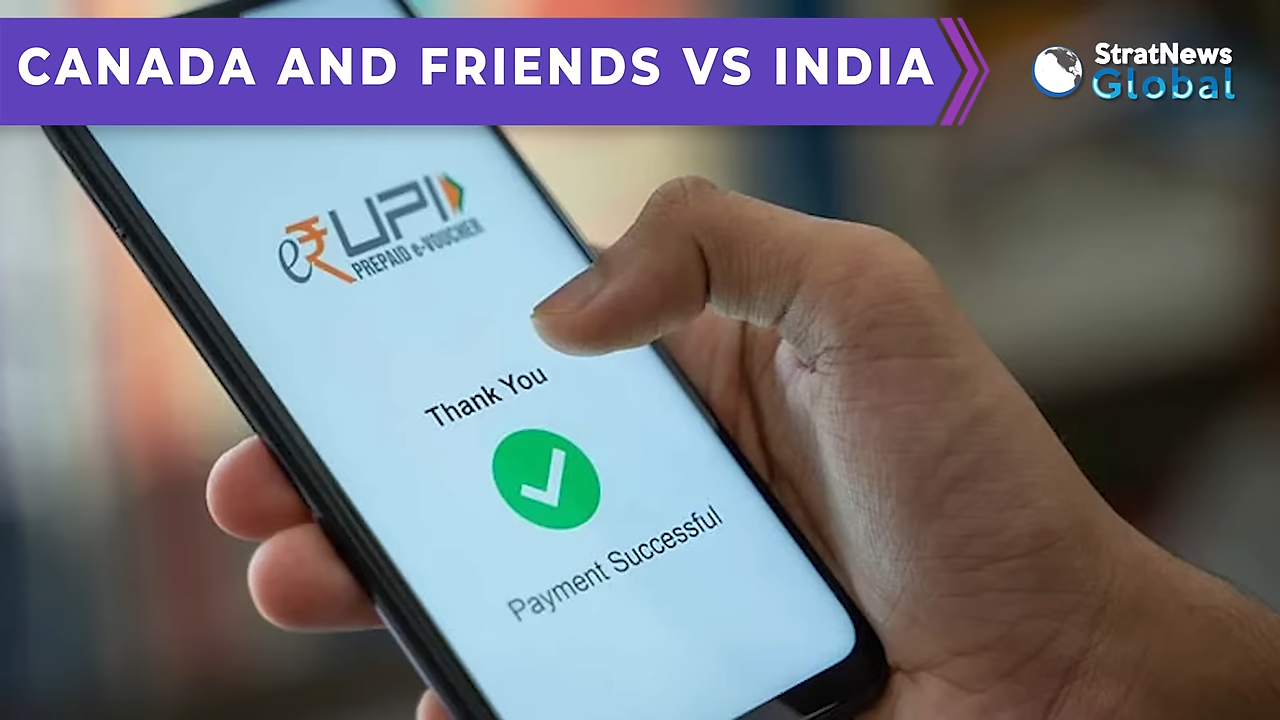 CANADA AND FRIENDS VS INDIA
StratNews
Global
e₹UPI
PREPAID e-VOUCHER
Thank You
Payment Successful